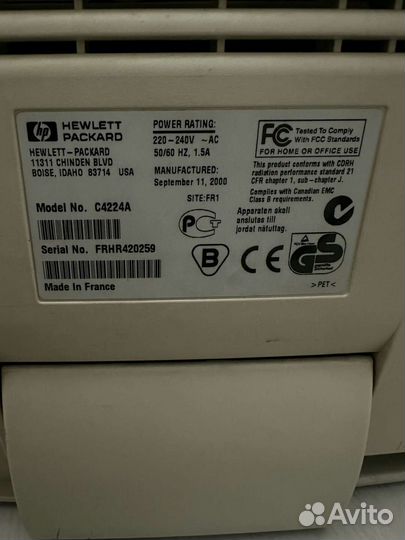 hp HEWLETT
PACKARD
HEWLETT-PACKARD
11311 CHINDEN BLVD
BOISE, IDAHO 83714 USA
Model No. C4224A
Serial No. FRHR420259
Made In France
POWER RATING:
220-240V ~ AC
50/60 HZ, 1.5A
MANUFACTURED:
September 11, 2000
SITE:FR1
FC Tested To Comply
With FCC Standards
FOR HOME OR OFFICE USE
This product conforms with CDRH
radiation performance standard 21
CFR chapter 1, sub-chapter J.
Complies with Canadian EMC
Class B requirements.
Apparaten skall
anslutas till
jordat nätuttag.
B
CE
GS
>PET<
Avito